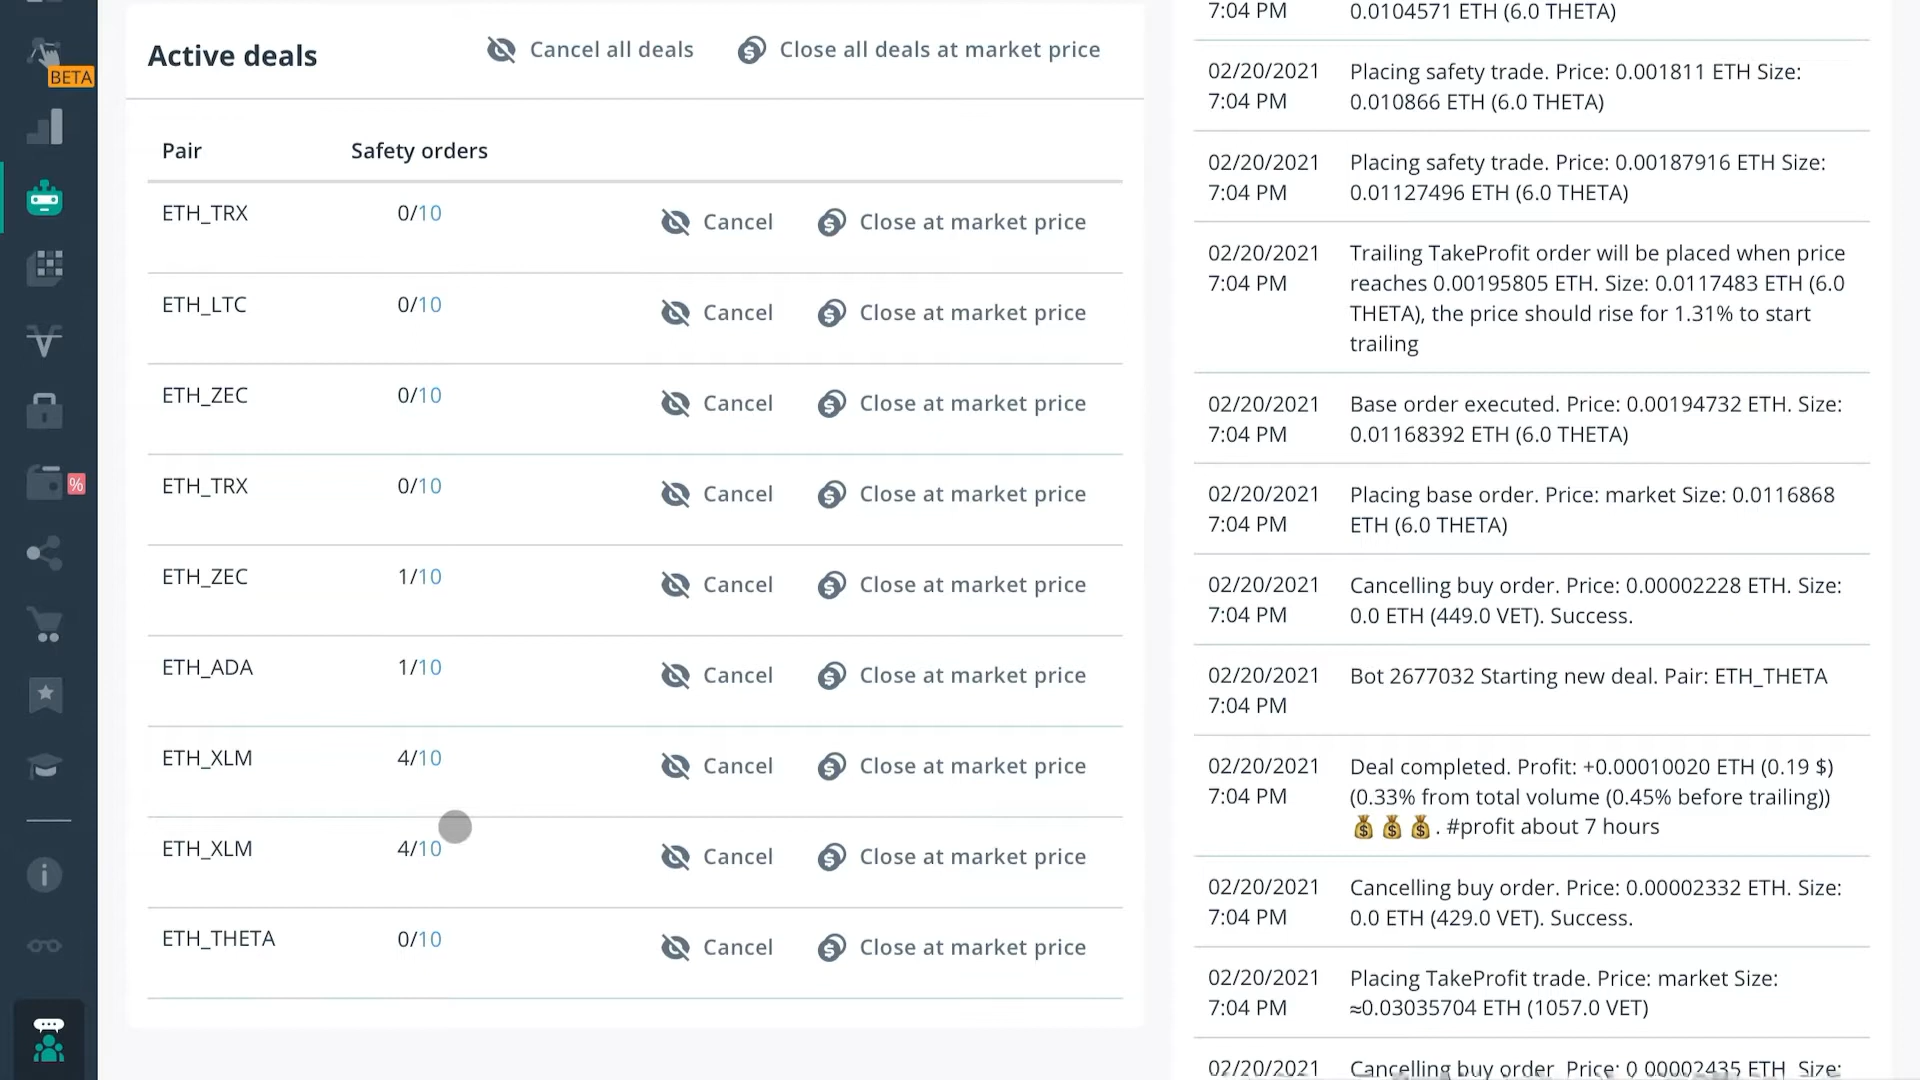 BETA
%
Active deals
Cancel all deals
Close all deals at market price
Pair Safety orders
ETH_TRX 0/10 Cancel Close at market price
ETH_LTC 0/10 Cancel Close at market price
ETH_ZEC 0/10 Cancel Close at market price
ETH_TRX 0/10 Cancel Close at market price
ETH_ZEC 1/10 Cancel Close at market price
ETH_ADA 1/10 Cancel Close at market price
ETH_XLM 4/10 Cancel Close at market price
ETH_XLM 4/10 Cancel Close at market price
ETH_THETA 0/10 Cancel Close at market price
7:04 PM 0.0104571 ETH (6.0 THETA)
02/20/2021 Placing safety trade. Price: 0.001811 ETH Size:
7:04 PM 0.010866 ETH (6.0 THETA)
02/20/2021 Placing safety trade. Price: 0.00187916 ETH Size:
7:04 PM 0.01127496 ETH (6.0 THETA)
02/20/2021 Trailing TakeProfit order will be placed when price
7:04 PM reaches 0.00195805 ETH. Size: 0.0117483 ETH (6.0
THETA), the price should rise for 1.31% to start
trailing
02/20/2021 Base order executed. Price: 0.00194732 ETH. Size:
7:04 PM 0.01168392 ETH (6.0 THETA)
02/20/2021 Placing base order. Price: market Size: 0.0116868
7:04 PM ETH (6.0 THETA)
02/20/2021 Cancelling buy order. Price: 0.00002228 ETH. Size:
7:04 PM 0.0 ETH (449.0 VET). Success.
02/20/2021 Bot 2677032 Starting new deal. Pair: ETH_THETA
7:04 PM
02/20/2021 Deal completed. Profit: +0.00010020 ETH (0.19 $)
7:04 PM (0.33% from total volume (0.45% before trailing))
💰 💰 💰 . #profit about 7 hours
02/20/2021 Cancelling buy order. Price: 0.00002332 ETH. Size:
7:04 PM 0.0 ETH (429.0 VET). Success.
02/20/2021 Placing TakeProfit trade. Price: market Size:
7:04 PM ≈0.03035704 ETH (1057.0 VET)
02/20/2021 Cancelling buy order. Price: 0.00002435 ETH. Size: